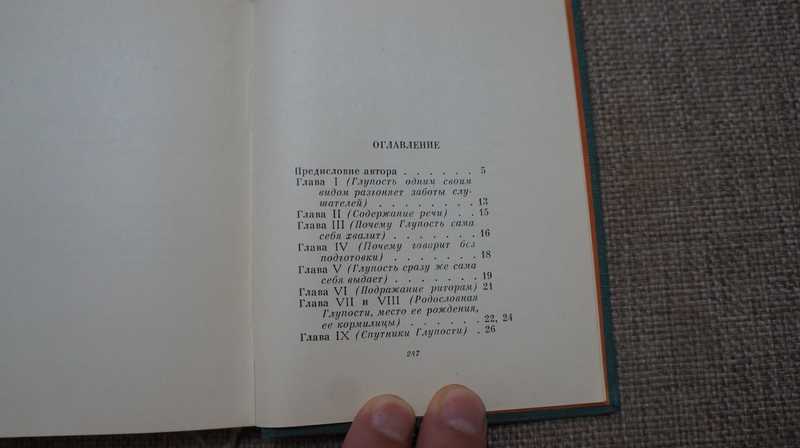 ОГЛАВЛЕНИЕ
Предисловие автора . . . . . . 5
Глава I (Глупость одним своим
видом разгоняет заботы слу-
шателей) . . . . . . . . 13
Глава II (Содержание речи) . . 15
Глава III (Почему Глупость сама
себя хвалит) . . . . . . . 16
Глава IV (Почему говорит без
подготовки) . . . . . . . 18
Глава V (Глупость сразу же сама
себя выдает) . . . . . . . 19
Глава VI (Подражание риторам) 21
Глава VII и VIII (Родословная
Глупости, место ее рождения,
ее кормилицы) . . . . . . 22, 24
Глава IX (Спутники Глупости) . 26
287